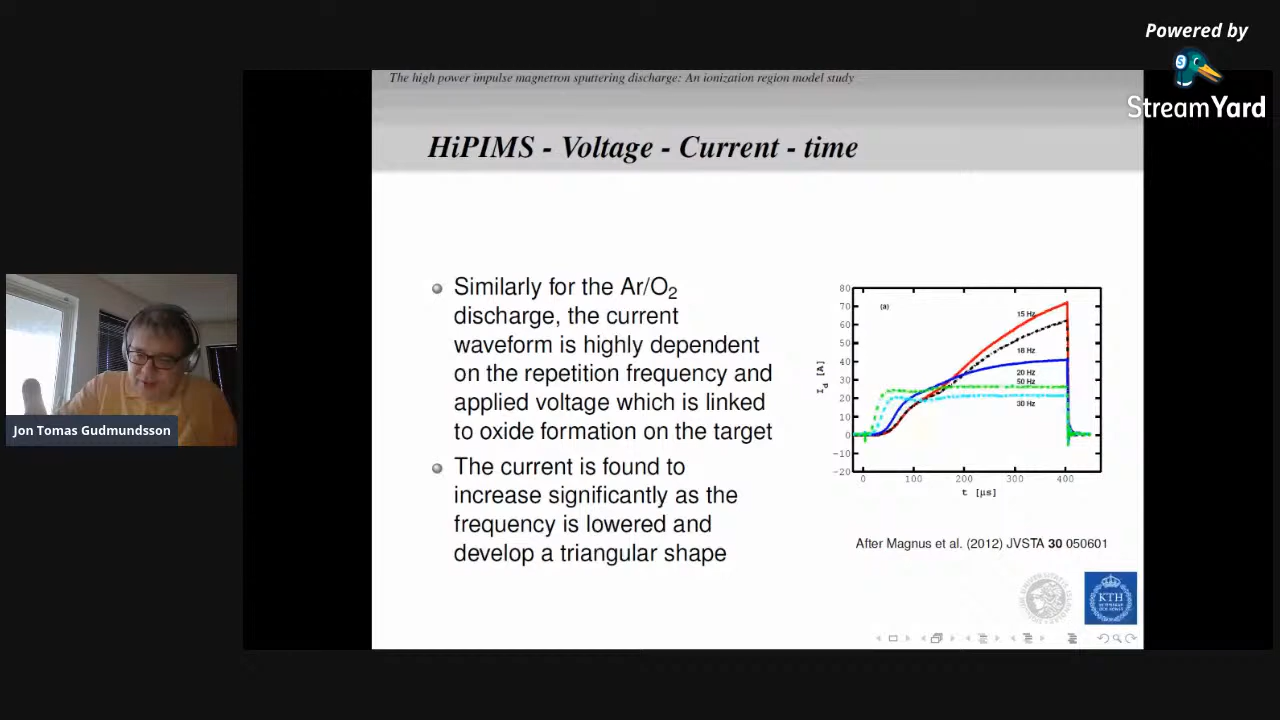 Powered by
StreamYard
The high power impulse magnetron sputtering discharge: An ionization region model study
HiPIMS - Voltage - Current - time
Similarly for the Ar/O2
discharge, the current
waveform is highly dependent
on the repetition frequency and
applied voltage which is linked
to oxide formation on the target
The current is found to
increase significantly as the
frequency is lowered and
develop a triangular shape
80
70
60
50
40
30
20
10
0
-10
-20
Id [A]
(a)
15 Hz
18 Hz
20 Hz
50 Hz
30 Hz
0 100 200 300 400
t [µs]
After Magnus et al. (2012) JVSTA 30 050601
KTH
Jon Tomas Gudmundsson